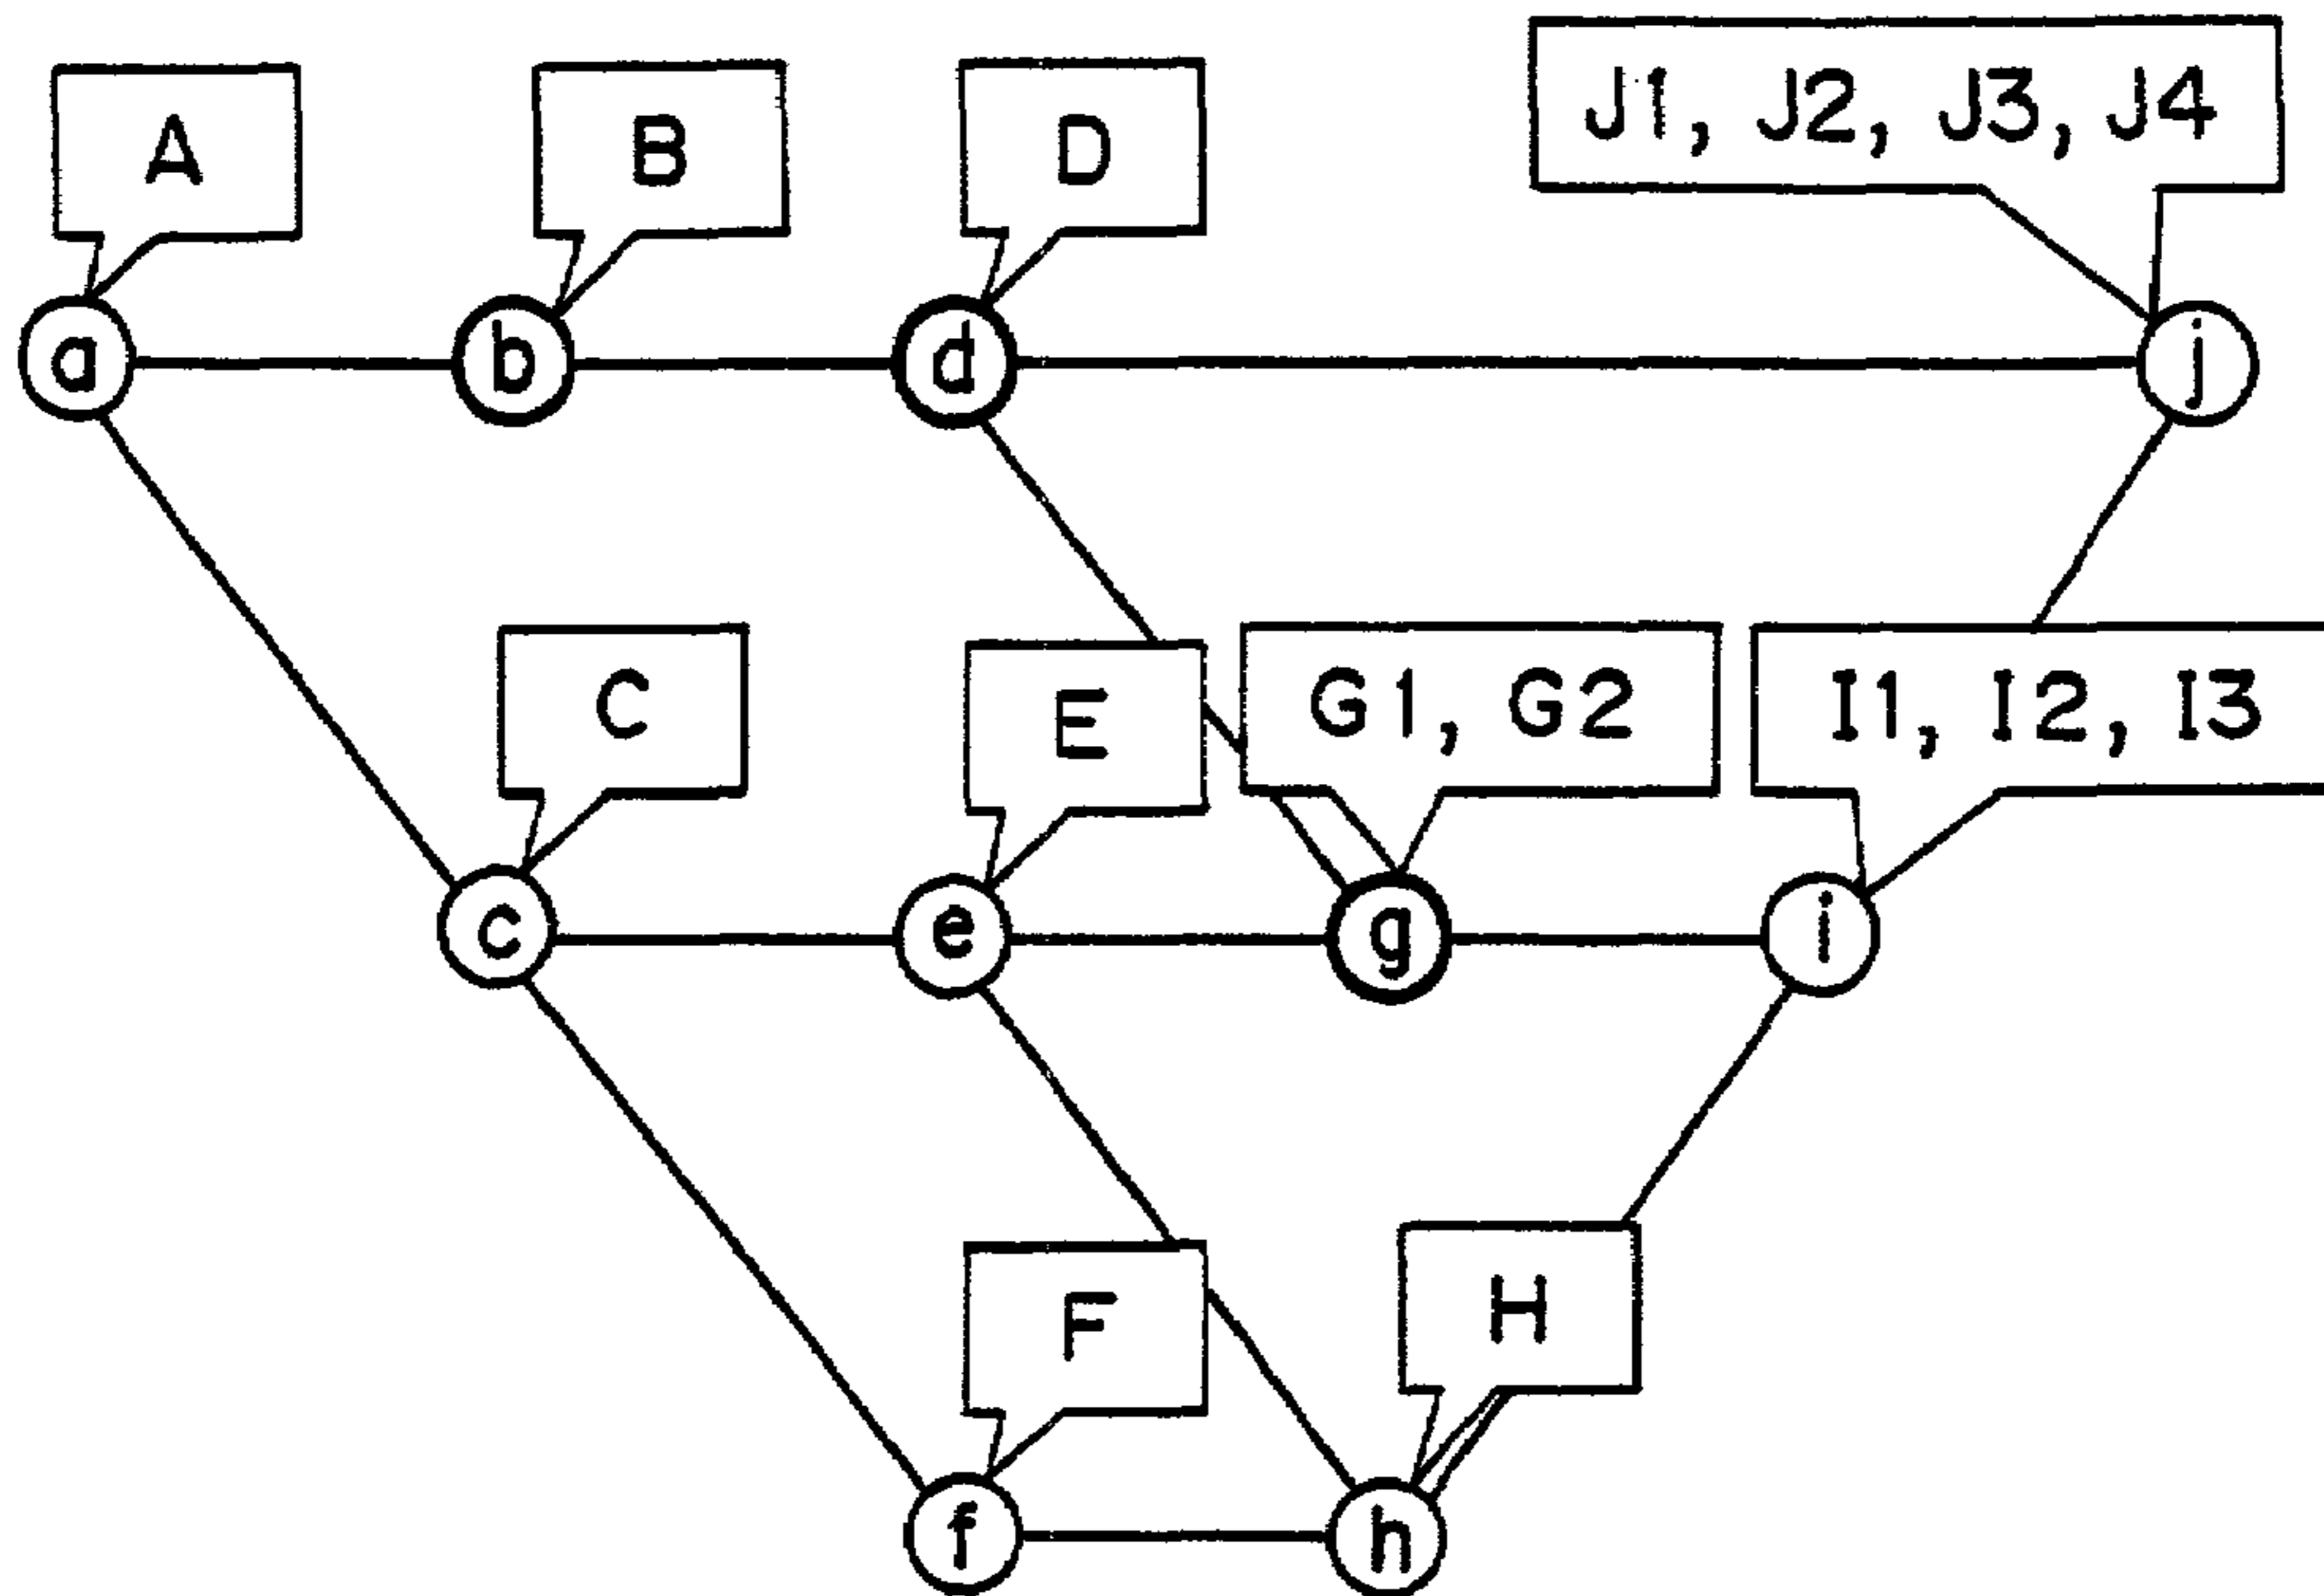 A
B
D
J1, J2, J3, J4
a
b
d
j
C
E
G1, G2
I1, I2, I3
c
e
g
i
F
H
f
h